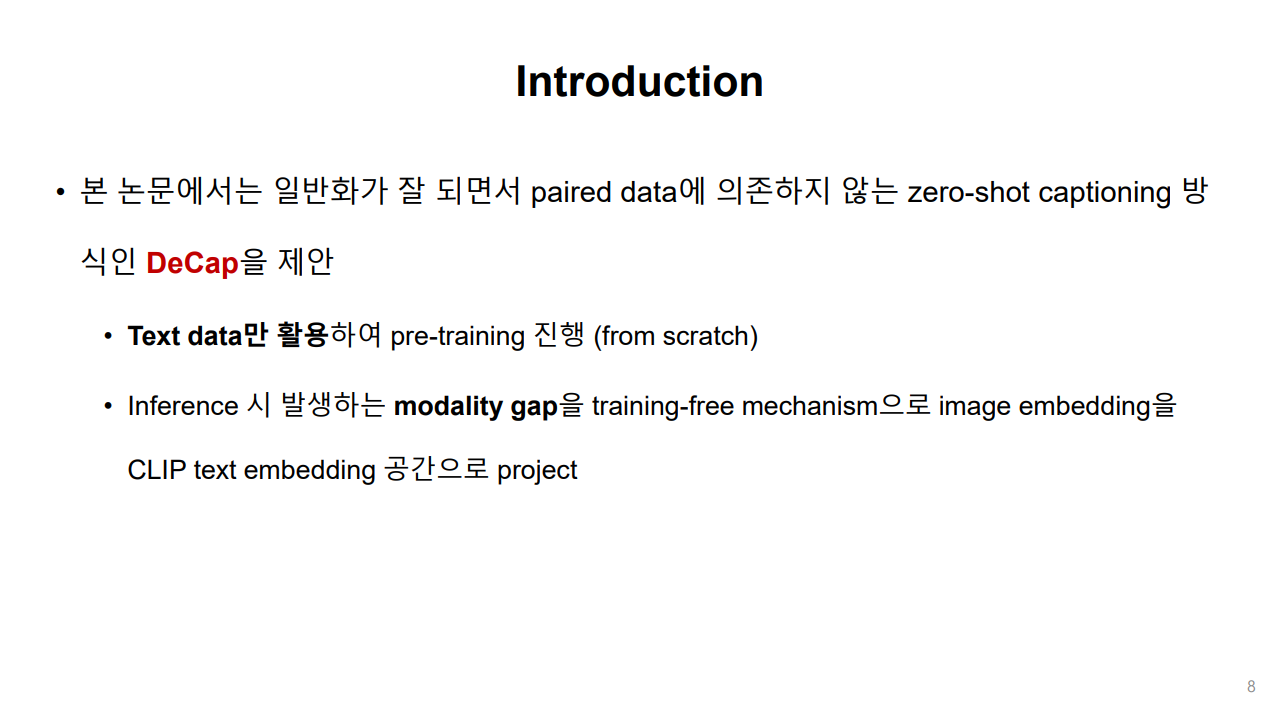 Introduction
• 본 논문에서는 일반화가 잘 되면서 paired data에 의존하지 않는 zero-shot captioning 방
식인 DeCap을 제안
• Text data만 활용하여 pre-training 진행 (from scratch)
• Inference 시 발생하는 modality gap을 training-free mechanism으로 image embedding을
CLIP text embedding 공간으로 project
8